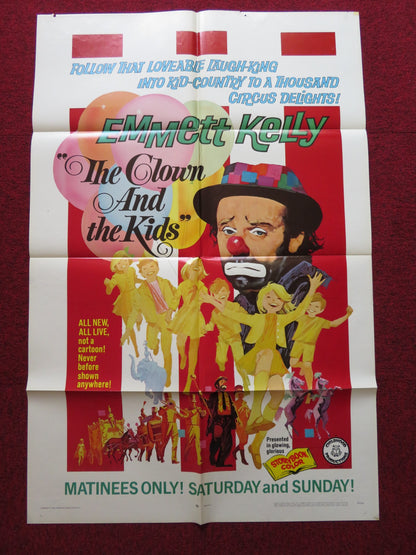 FOLLOW THAT LOVEABLE LAUGH-KING
INTO KID-COUNTRY TO A THOUSAND
CIRCUS DELIGHTS!
EMMETT KELLY
"The Clown
And
the Kids"
ALL NEW,
ALL LIVE,
not a
cartoon!
Never
before
shown
anywhere!
Presented
in glowing,
glorious
STORYBOOK
COLOR
CHILDHOOD
MATINEES ONLY! SATURDAY and SUNDAY!